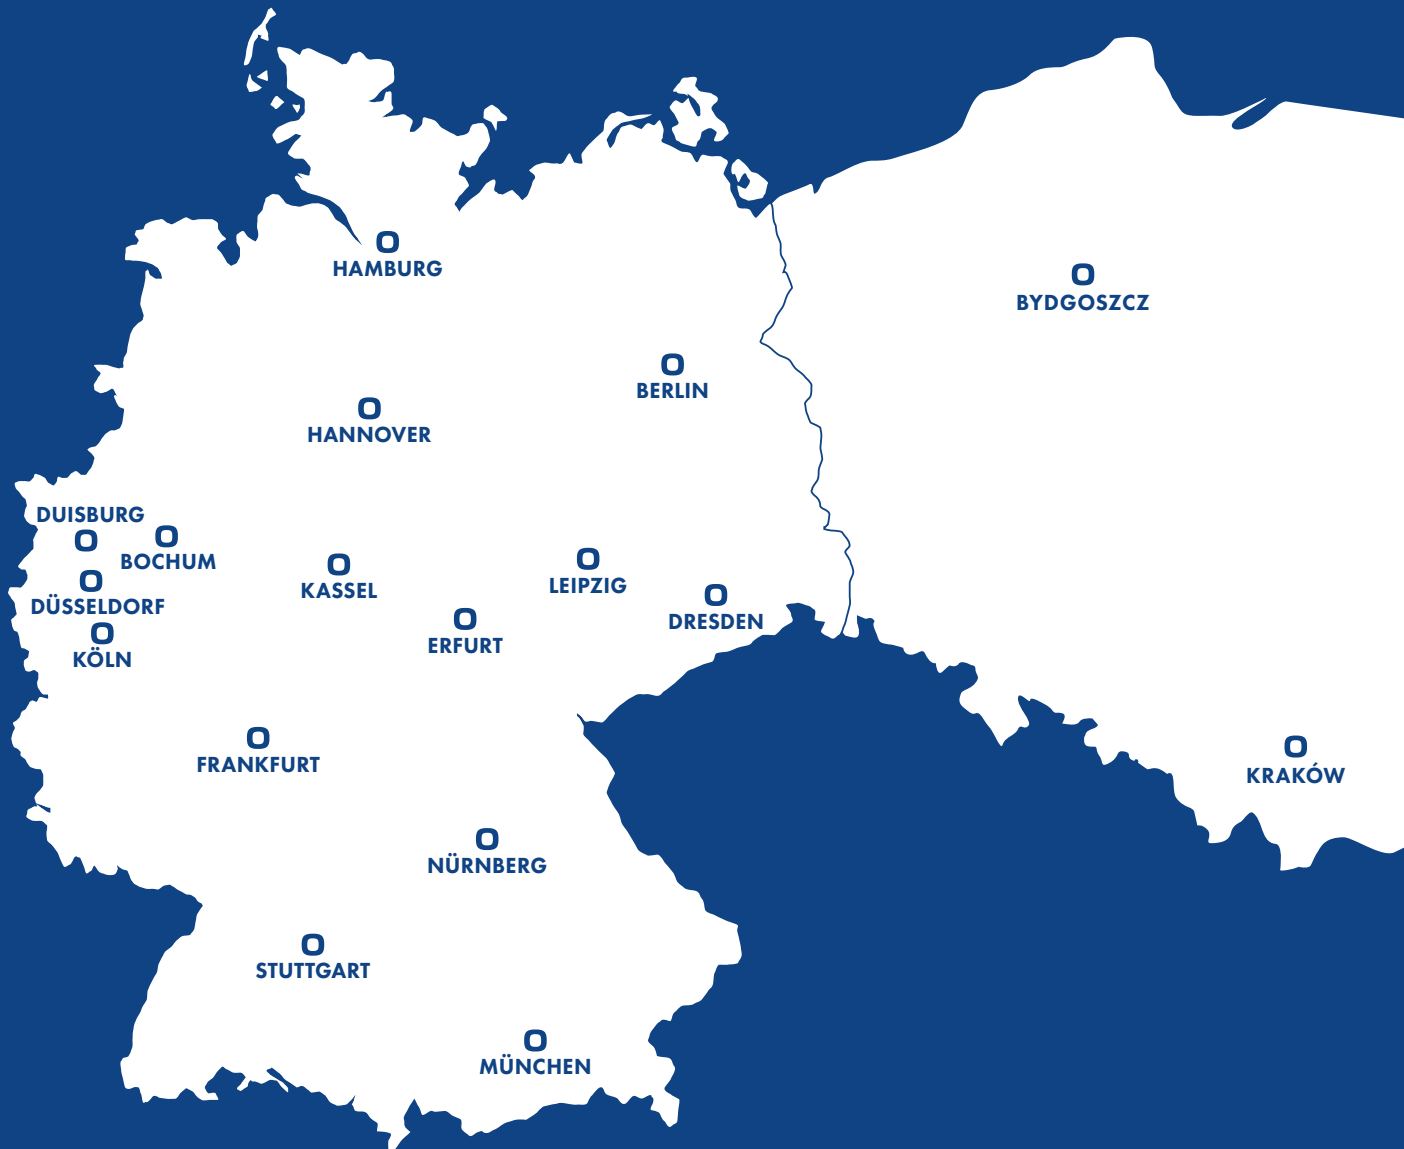 HAMBURG
BYDGOSZCZ
BERLIN
HANNOVER
DUISBURG
BOCHUM
KASSEL
LEIPZIG
DÜSSELDORF
DRESDEN
ERFURT
KÖLN
FRANKFURT
KRAKÓW
NÜRNBERG
STUTTGART
MÜNCHEN